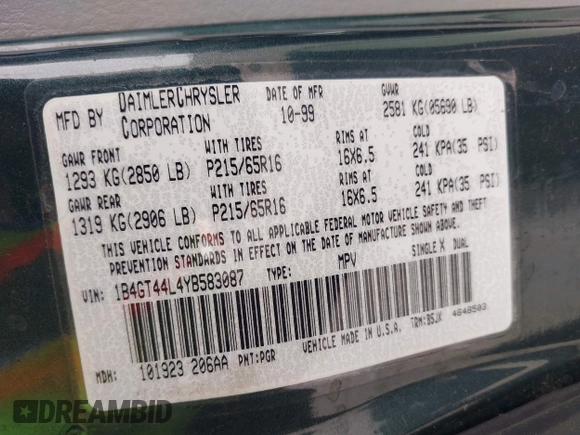 MFD BY DAIMLERCHRYSLER CORPORATION DATE OF MFR 10-99 GVWR 2581 KG(05690 LB)
GAWR FRONT WITH TIRES RIMS AT COLD
1293 KG(2850 LB) P215/65R16 16X6.5 241 KPA(35 PSI)
GAWR REAR WITH TIRES RIMS AT COLD
1319 KG(2906 LB) P215/65R16 16X6.5 241 KPA(35 PSI)
THIS VEHICLE CONFORMS TO ALL APPLICABLE FEDERAL MOTOR VEHICLE SAFETY AND THEFT
PREVENTION STANDARDS IN EFFECT ON THE DATE OF MANUFACTURE SHOWN ABOVE.
VIN: 1B4GT44L4YB583087 TYPE: MPV SINGLE X DUAL
MDH: 101923 206AA PNT:PGR VEHICLE MADE IN U.S.A. TRM:B5JK 4648503
DREAMBID